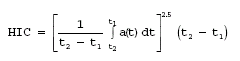 HIC = [ 1 / (t₂ − t₁) ∫_{t₂}^{t₁} a(t) dt ]^{2.5} (t₂ − t₁)